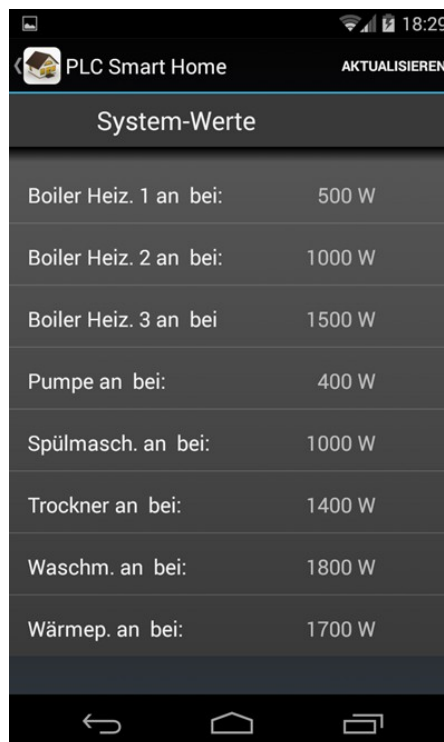 18:29
PLC Smart Home
AKTUALISIEREN
System-Werte
Boiler Heiz. 1 an bei: 500 W
Boiler Heiz. 2 an bei: 1000 W
Boiler Heiz. 3 an bei 1500 W
Pumpe an bei: 400 W
Spülmasch. an bei: 1000 W
Trockner an bei: 1400 W
Waschm. an bei: 1800 W
Wärmep. an bei: 1700 W